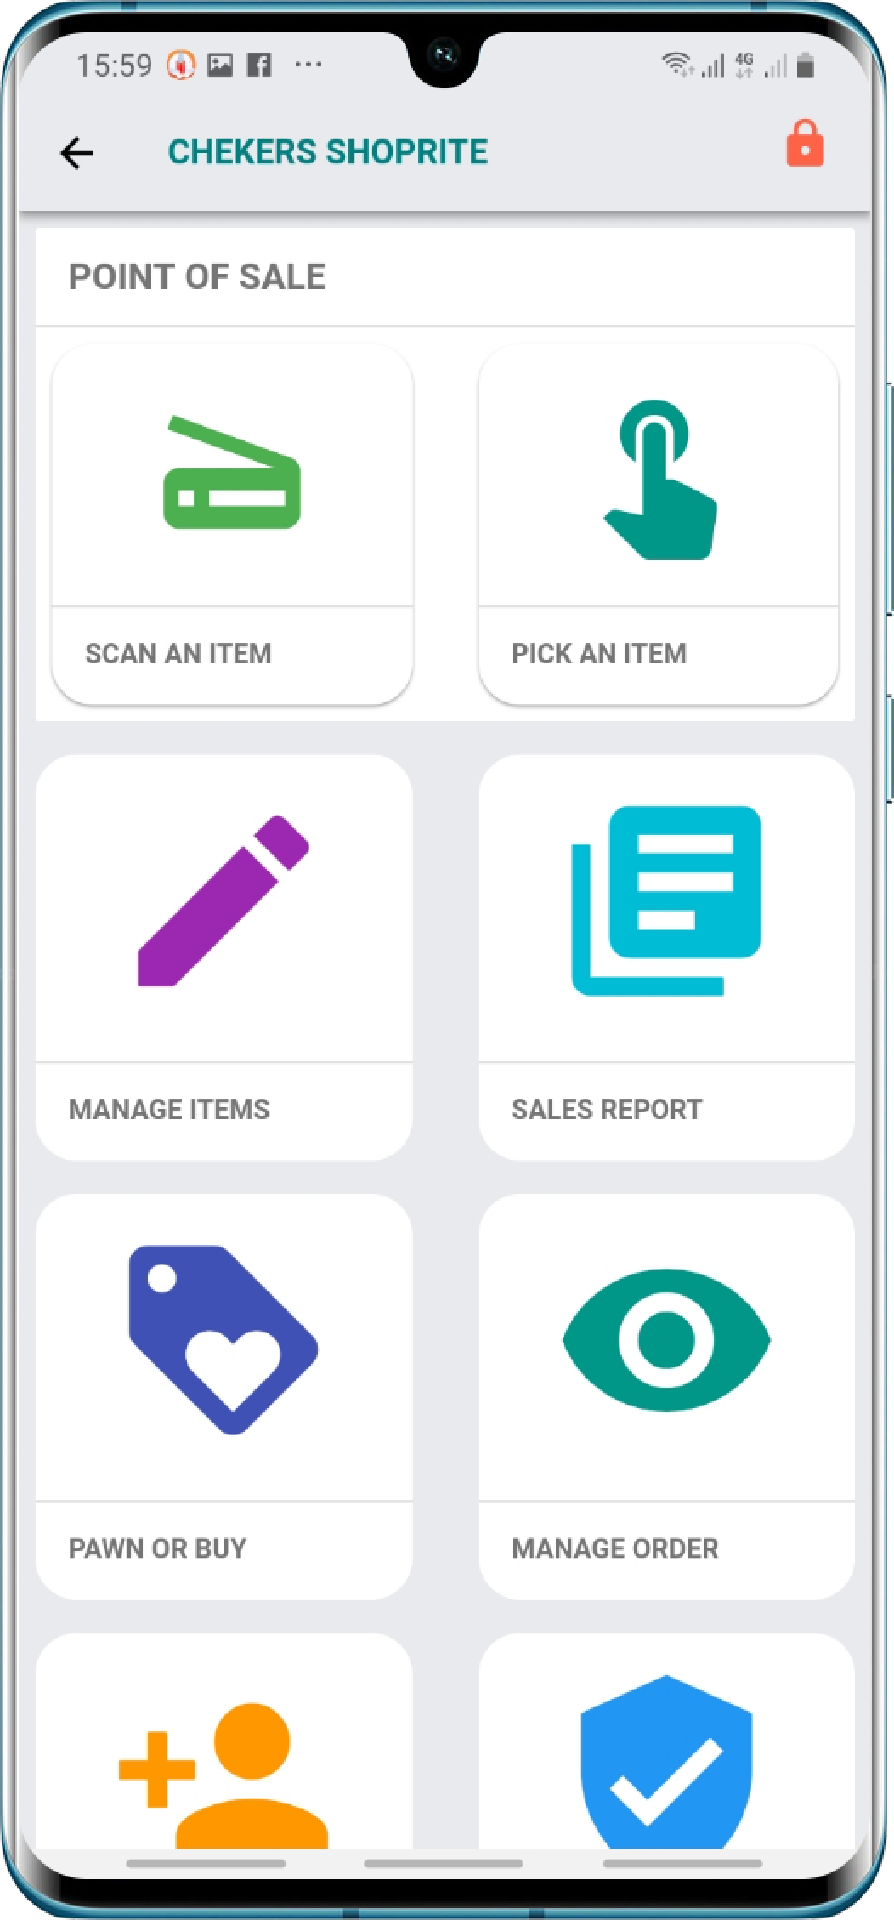 15:59
4G
CHEKERS SHOPRITE
POINT OF SALE
SCAN AN ITEM
PICK AN ITEM
MANAGE ITEMS
SALES REPORT
PAWN OR BUY
MANAGE ORDER